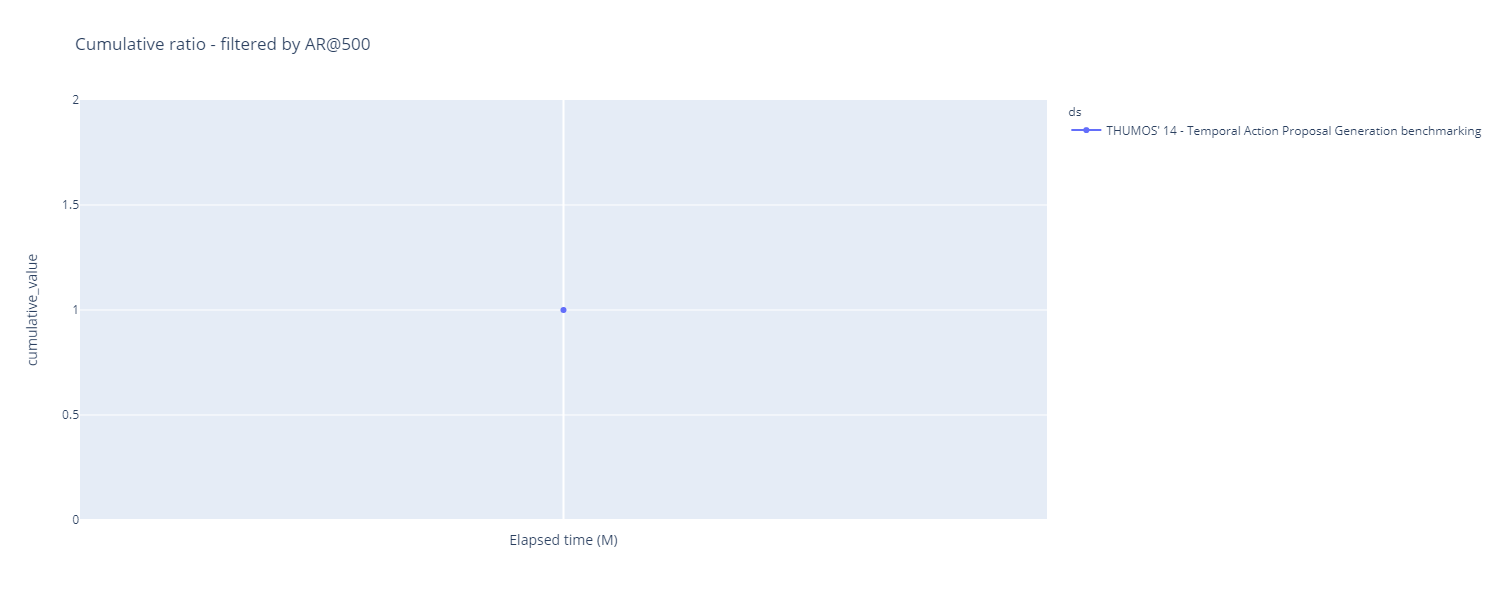 Cumulative ratio - filtered by AR@500
2
1.5
1
0.5
0
cumulative_value
Elapsed time (M)
ds
THUMOS' 14 - Temporal Action Proposal Generation benchmarking